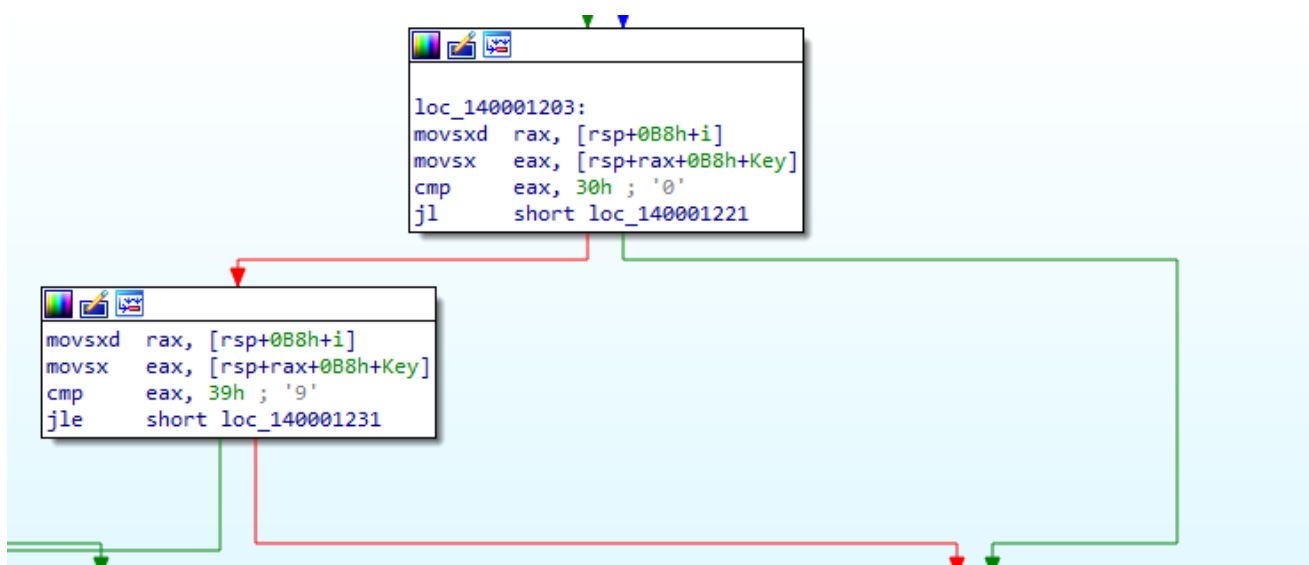 loc_140001203:
movsxd  rax, [rsp+0B8h+i]
movsx   eax, [rsp+rax+0B8h+Key]
cmp     eax, 30h ; '0'
jl      short loc_140001221
movsxd  rax, [rsp+0B8h+i]
movsx   eax, [rsp+rax+0B8h+Key]
cmp     eax, 39h ; '9'
jle     short loc_140001231